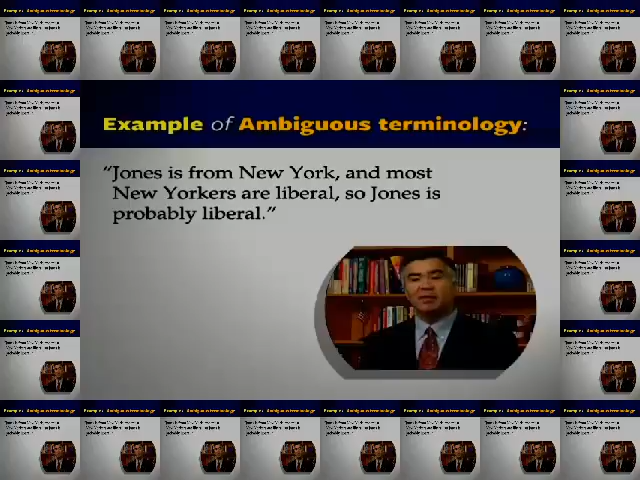 Example of Ambiguous terminology:
“Jones is from New York, and most
New Yorkers are liberal, so Jones is
probably liberal.”